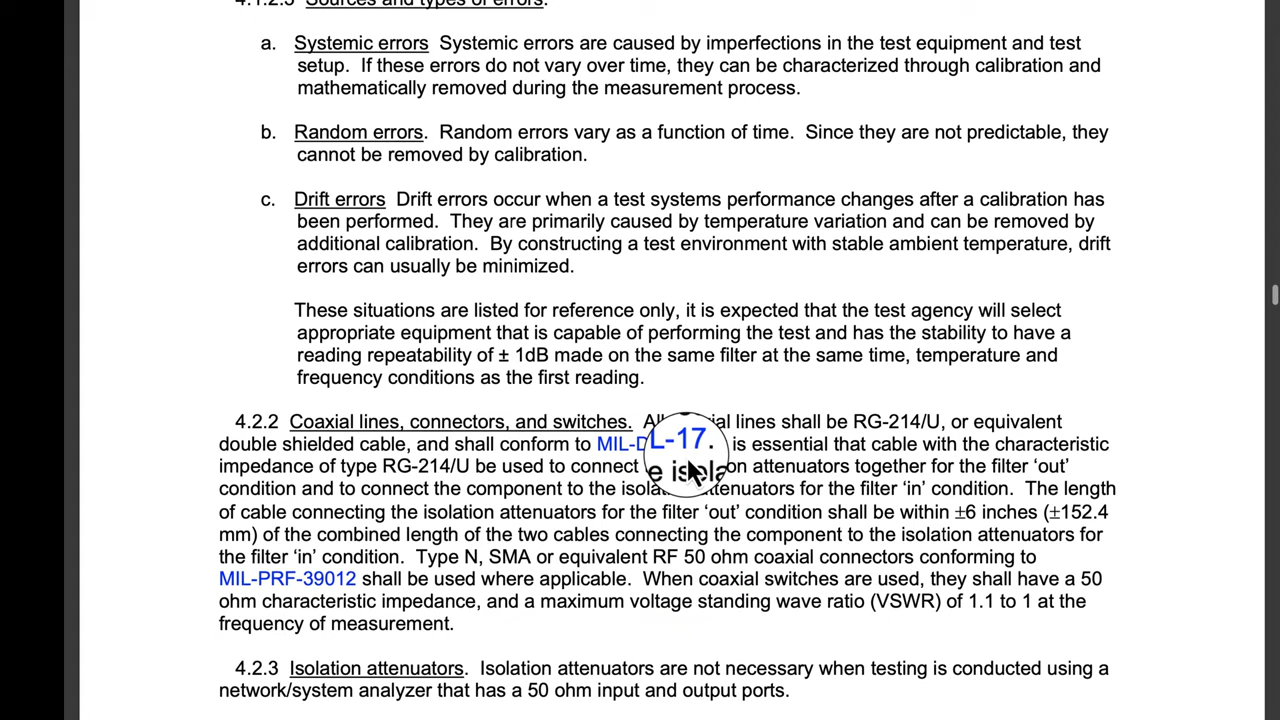 4.1.2.3 Sources and types of errors.
a. Systemic errors Systemic errors are caused by imperfections in the test equipment and test
setup. If these errors do not vary over time, they can be characterized through calibration and
mathematically removed during the measurement process.
b. Random errors. Random errors vary as a function of time. Since they are not predictable, they
cannot be removed by calibration.
c. Drift errors Drift errors occur when a test systems performance changes after a calibration has
been performed. They are primarily caused by temperature variation and can be removed by
additional calibration. By constructing a test environment with stable ambient temperature, drift
errors can usually be minimized.
These situations are listed for reference only, it is expected that the test agency will select
appropriate equipment that is capable of performing the test and has the stability to have a
reading repeatability of ± 1dB made on the same filter at the same time, temperature and
frequency conditions as the first reading.
4.2.2 Coaxial lines, connectors, and switches. lines shall be RG-214/U, or equivalent
double shielded cable, and shall conform to L-17. is essential that cable with the characteristic
impedance of type RG-214/U be used to connect attenuators together for the filter ‘out’
condition and to connect the component to the attenuators for the filter ‘in’ condition. The length
of cable connecting the isolation attenuators for the filter ‘out’ condition shall be within ±6 inches (±152.4
mm) of the combined length of the two cables connecting the component to the isolation attenuators for
the filter ‘in’ condition. Type N, SMA or equivalent RF 50 ohm coaxial connectors conforming to
MIL-PRF-39012 shall be used where applicable. When coaxial switches are used, they shall have a 50
ohm characteristic impedance, and a maximum voltage standing wave ratio (VSWR) of 1.1 to 1 at the
frequency of measurement.
4.2.3 Isolation attenuators. Isolation attenuators are not necessary when testing is conducted using a
network/system analyzer that has a 50 ohm input and output ports.